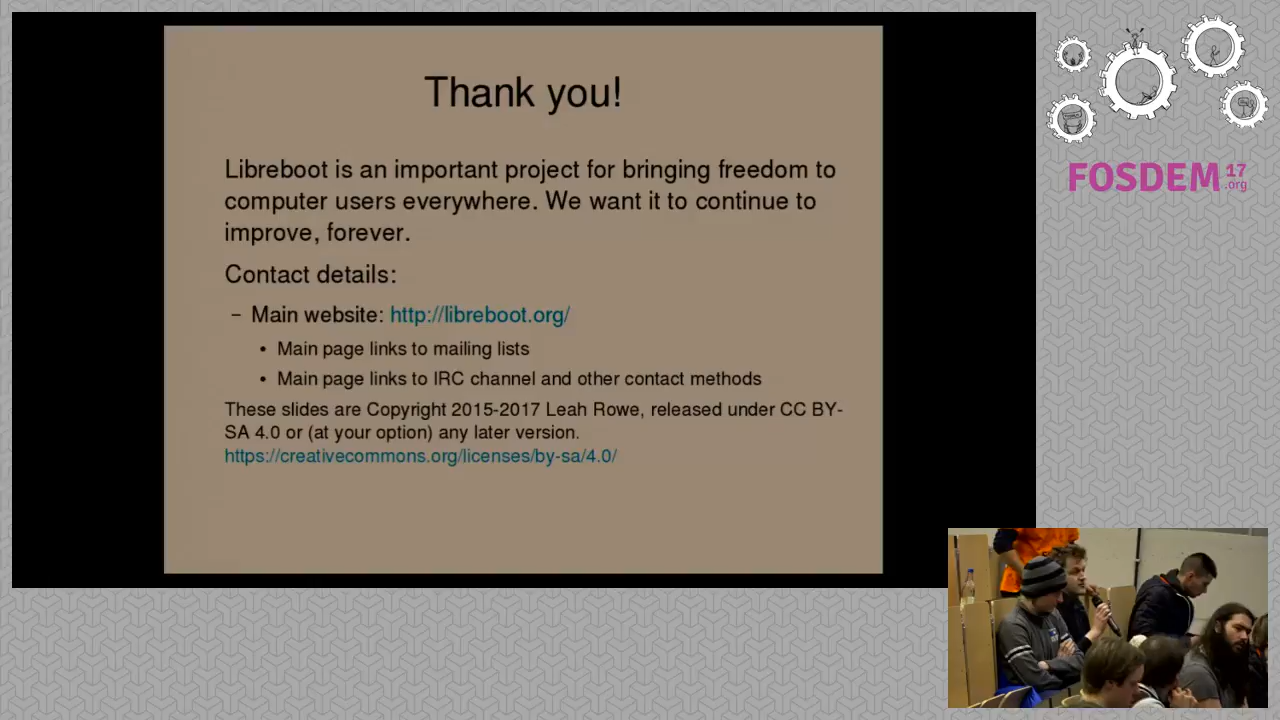 Thank you!
Libreboot is an important project for bringing freedom to
computer users everywhere. We want it to continue to
improve, forever.
Contact details:
– Main website: http://libreboot.org/
• Main page links to mailing lists
• Main page links to IRC channel and other contact methods
These slides are Copyright 2015-2017 Leah Rowe, released under CC BY-
SA 4.0 or (at your option) any later version.
https://creativecommons.org/licenses/by-sa/4.0/
FOSDEM 17
.org